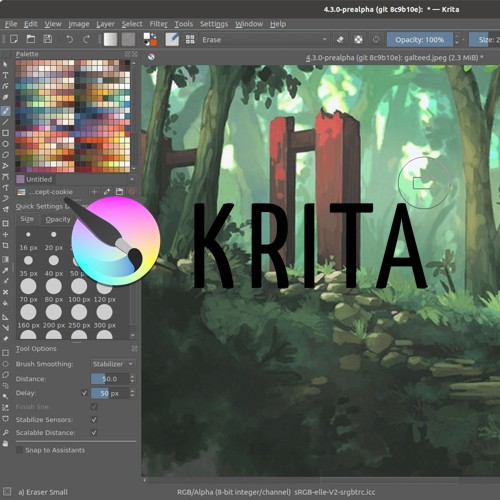 4.3.0-prealpha (git 8c9b10e): * — Krita
File Edit View Image Layer Select Filter Tools Settings Window Help
Erase
Opacity: 100%
Size: 2
Palette
4.3.0-prealpha (git 8c9b10e): galteed.jpeg (2.3 MiB) *
Untitled
...cept-cookie
Quick Settings
Size Opacity
16 px 20 px
35 px 40 px 50 px 60 px
70 px 80 px 100 px 120 px
160 px 200 px 250 px 300 px
KRITA
Tool Options
Brush Smoothing: Stabilizer
Distance: 50.0
Delay: 50 px
Finish line:
Stabilize Sensors:
Scalable Distance:
Snap to Assistants
a) Eraser Small
RGB/Alpha (8-bit integer/channel) sRGB-elle-V2-srgbtrc.icc